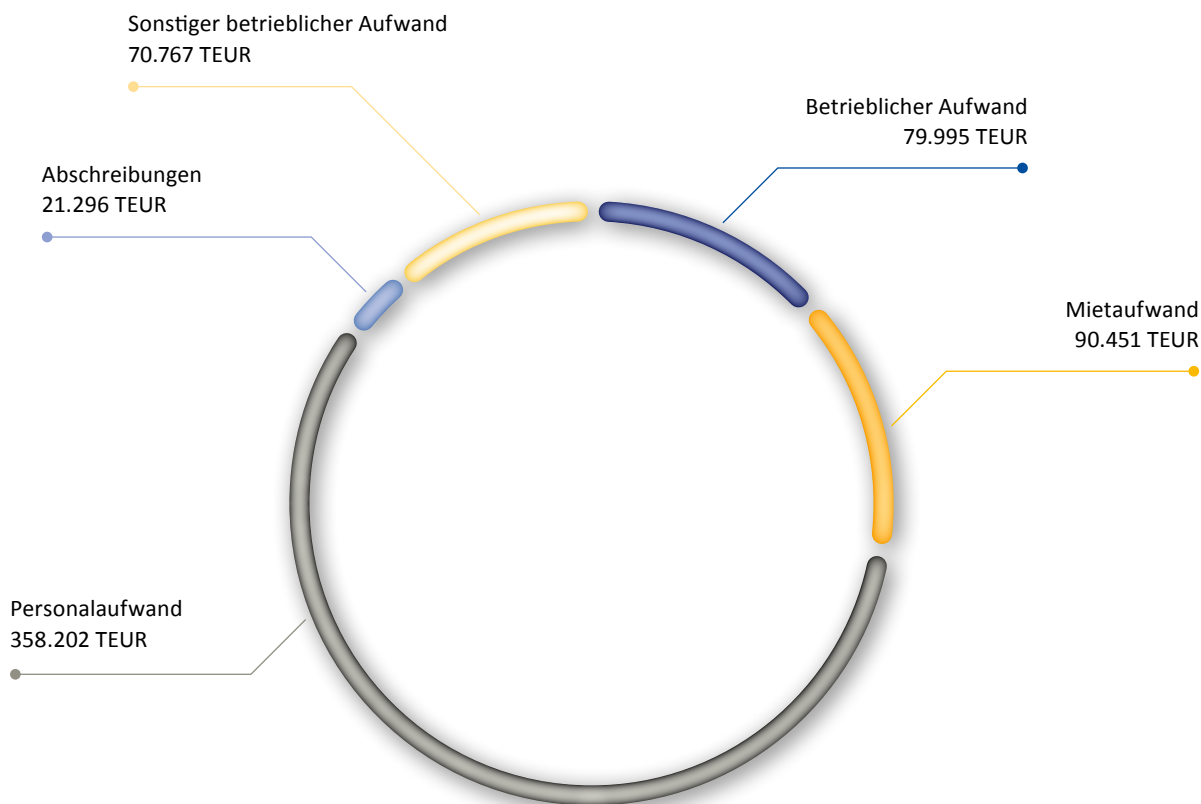 Sonstiger betrieblicher Aufwand
70.767 TEUR
Betrieblicher Aufwand
79.995 TEUR
Abschreibungen
21.296 TEUR
Mietaufwand
90.451 TEUR
Personalaufwand
358.202 TEUR